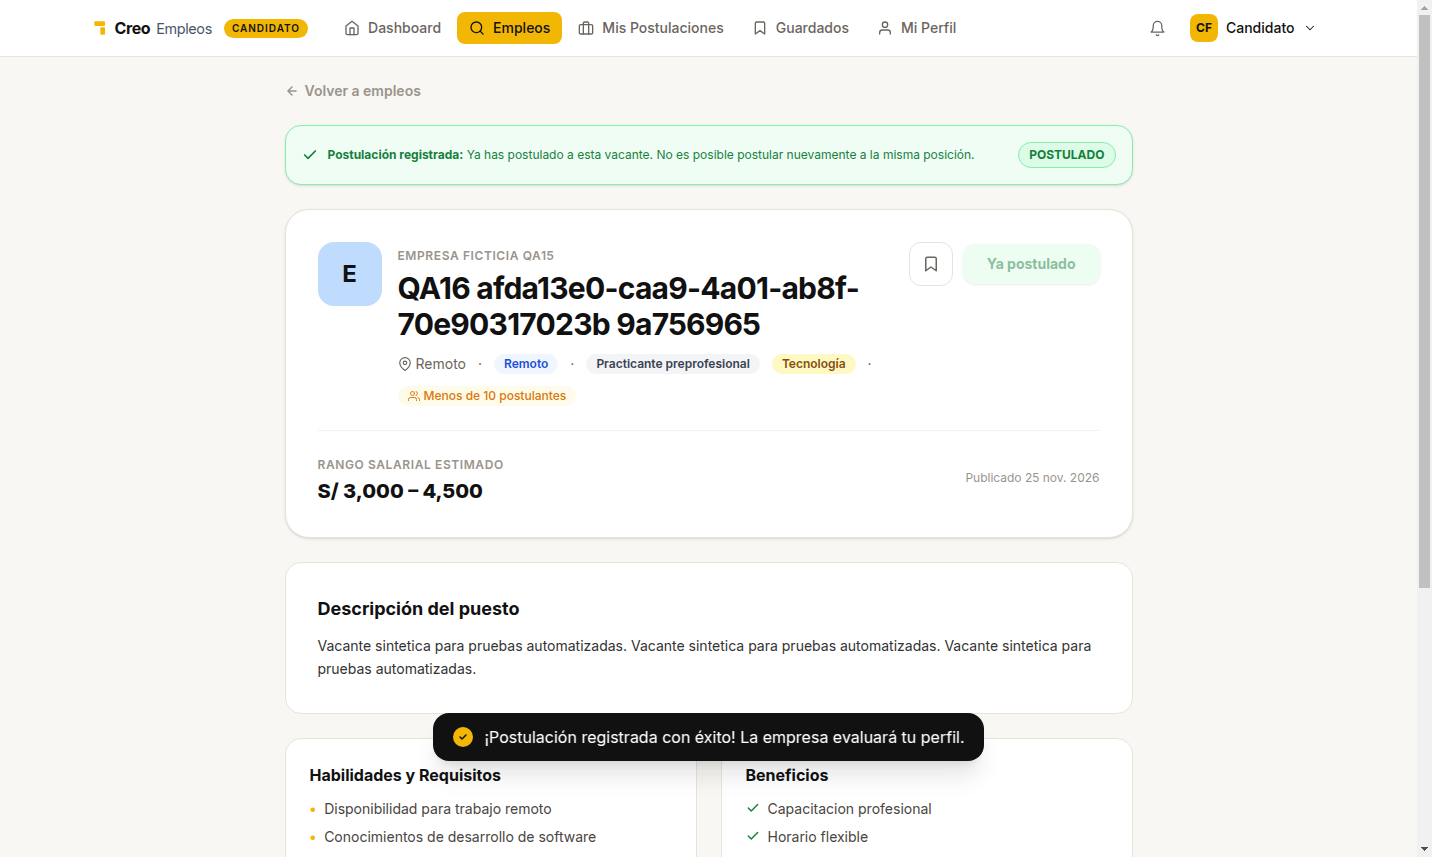 Creo Empleos CANDIDATO Dashboard Empleos Mis Postulaciones Guardados Mi Perfil CF Candidato
Volver a empleos
Postulación registrada: Ya has postulado a esta vacante. No es posible postular nuevamente a la misma posición. POSTULADO
E
EMPRESA FICTICIA QA15
Ya postulado
QA16 afda13e0-caa9-4a01-ab8f-
70e90317023b 9a756965
Remoto · Remoto · Practicante preprofesional Tecnología ·
Menos de 10 postulantes
RANGO SALARIAL ESTIMADO
S/ 3,000 – 4,500
Publicado 25 nov. 2026
Descripción del puesto
Vacante sintetica para pruebas automatizadas. Vacante sintetica para pruebas automatizadas. Vacante sintetica para
pruebas automatizadas.
¡Postulación registrada con éxito! La empresa evaluará tu perfil.
Habilidades y Requisitos
Disponibilidad para trabajo remoto
Conocimientos de desarrollo de software
Beneficios
Capacitacion profesional
Horario flexible